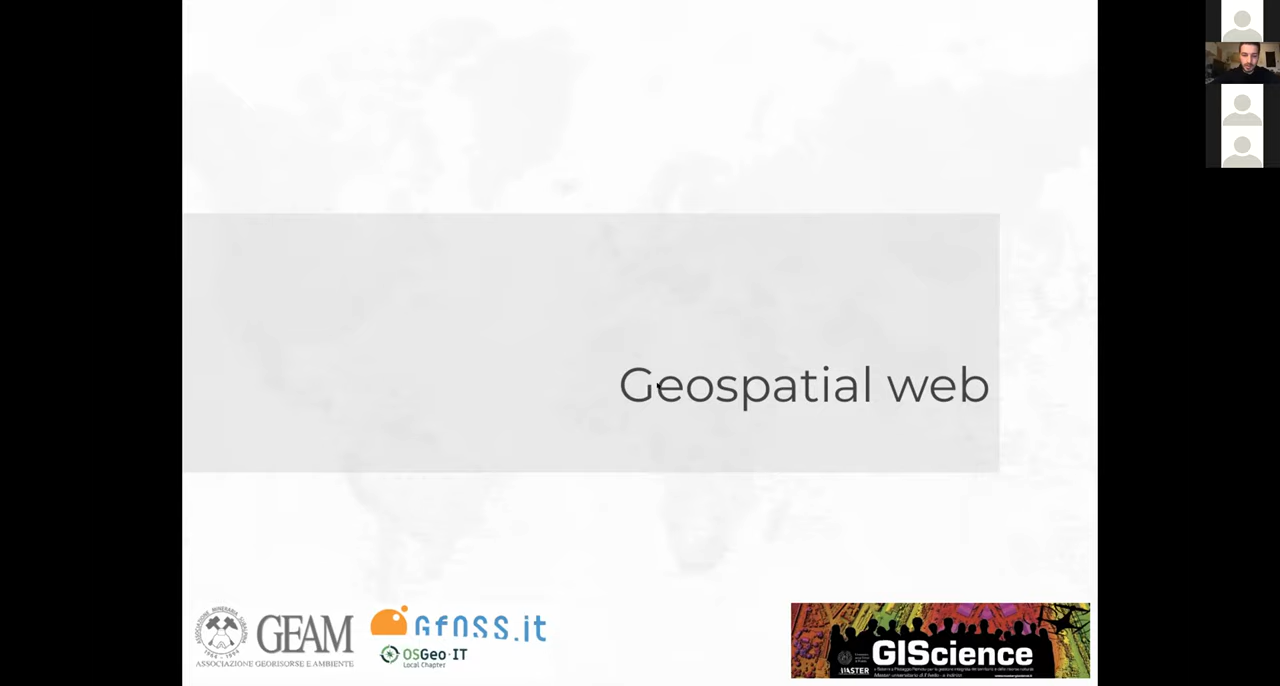 Geospatial web
GEAM
ASSOCIAZIONE GEORISORSE E AMBIENTE
GFOSS.it
OSGeo·IT
Local Chapter
GIScience
MASTER